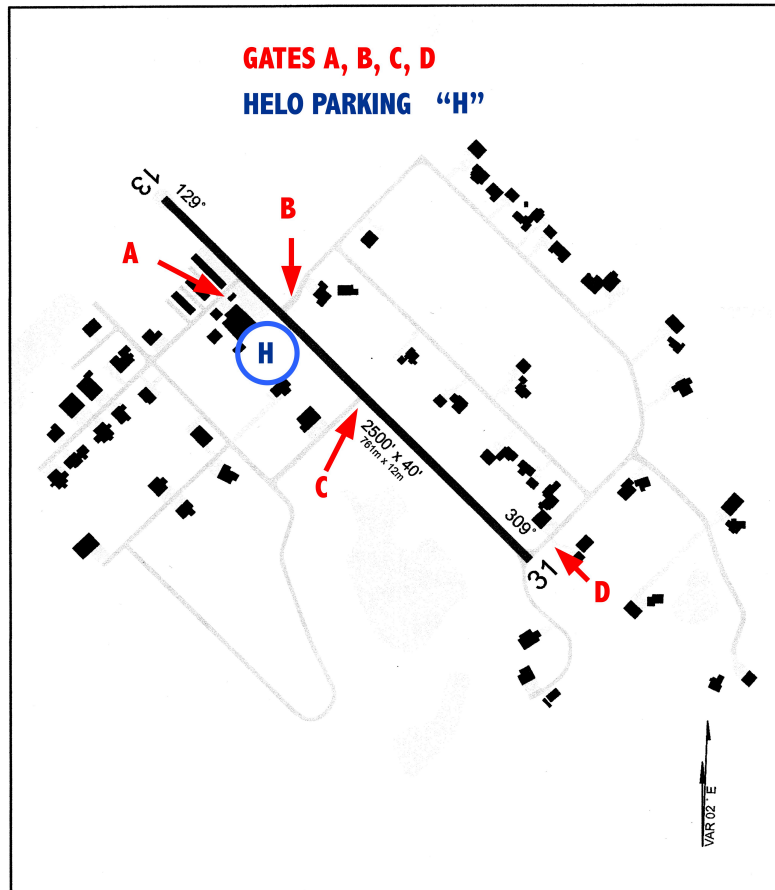 GATES A, B, C, D
HELO PARKING “H”
13
129°
B
A
H
2500' x 40'
761m x 12m
C
309°
31
D
VAR 02 ' E